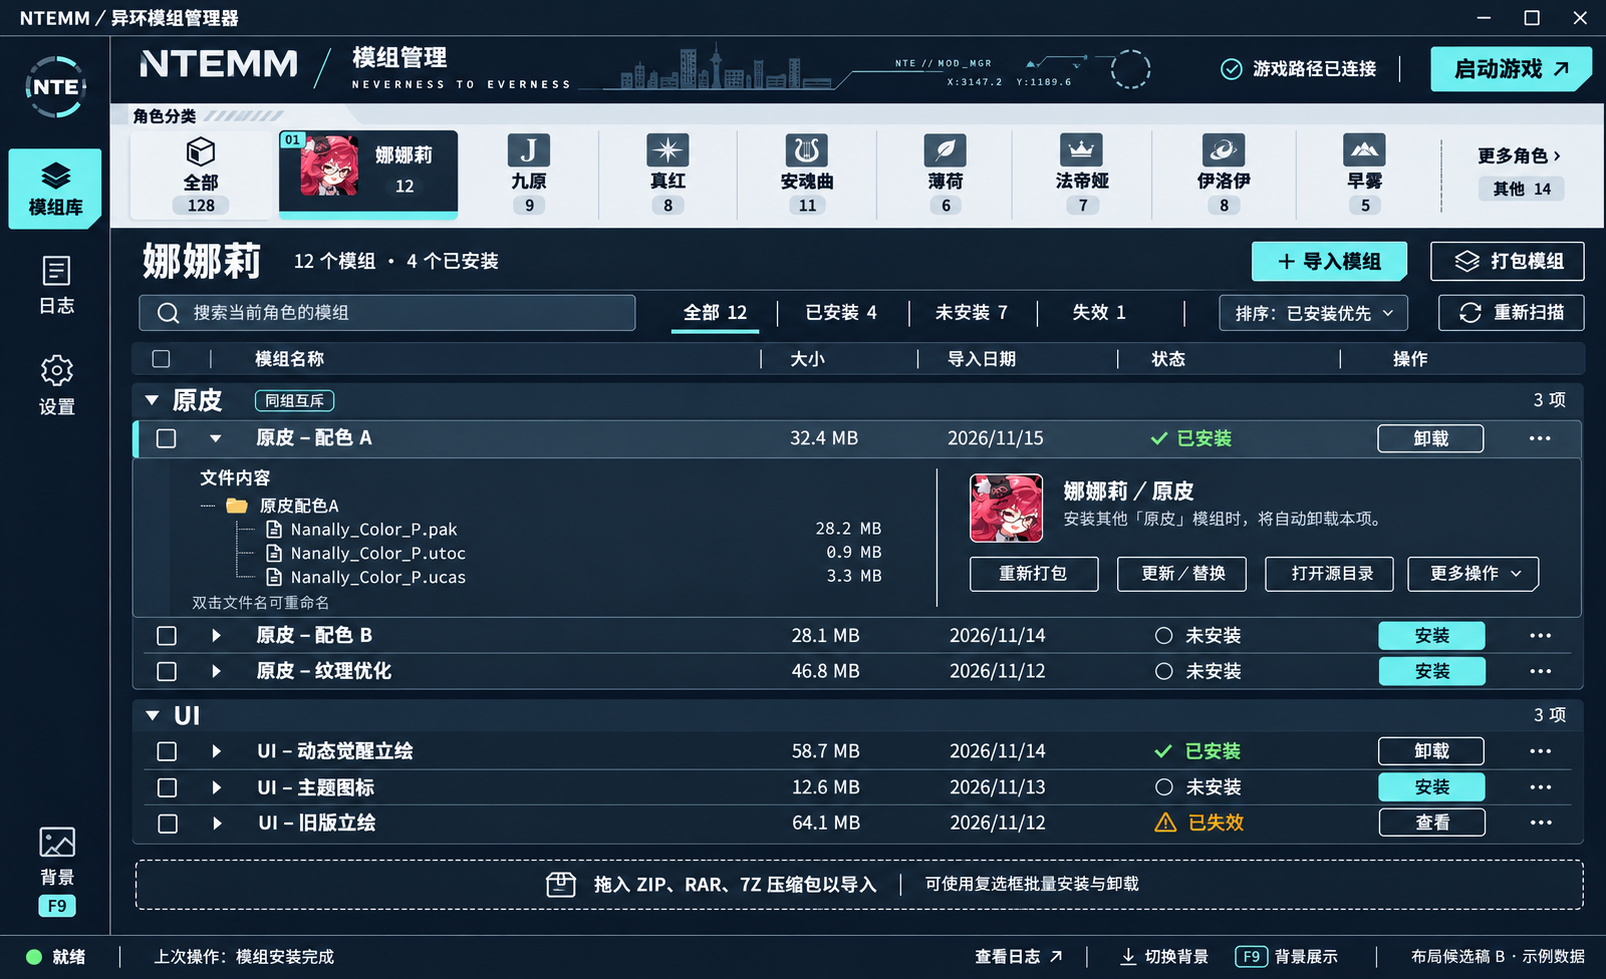 NTEMM / 异环模组管理器
NTE
NTEMM / 模组管理
NEVERNESS TO EVERNESS
NTE // MOD_MGR
X:3147.2 Y:1189.6
游戏路径已连接
启动游戏 ↗
模组库
日志
设置
背景
F9
角色分类
全部
128
01
娜娜莉
12
九原
9
真红
8
安魂曲
11
薄荷
6
法帝娅
7
伊洛伊
8
早雾
5
更多角色 ›
其他 14
娜娜莉 12 个模组 · 4 个已安装
+ 导入模组
打包模组
搜索当前角色的模组
全部 12
已安装 4
未安装 7
失效 1
排序：已安装优先
重新扫描
模组名称 大小 导入日期 状态 操作
原皮 同组互斥 3 项
原皮 – 配色 A 32.4 MB 2026/11/15 已安装 卸载 ···
文件内容
原皮配色A
Nanally_Color_P.pak 28.2 MB
Nanally_Color_P.utoc 0.9 MB
Nanally_Color_P.ucas 3.3 MB
双击文件名可重命名
娜娜莉 / 原皮
安装其他「原皮」模组时，将自动卸载本项。
重新打包
更新 / 替换
打开源目录
更多操作
原皮 – 配色 B 28.1 MB 2026/11/14 未安装 安装 ···
原皮 – 纹理优化 46.8 MB 2026/11/12 未安装 安装 ···
UI 3 项
UI – 动态觉醒立绘 58.7 MB 2026/11/14 已安装 卸载 ···
UI – 主题图标 12.6 MB 2026/11/13 未安装 安装 ···
UI – 旧版立绘 64.1 MB 2026/11/12 已失效 查看 ···
拖入 ZIP、RAR、7Z 压缩包以导入 | 可使用复选框批量安装与卸载
就绪 | 上次操作：模组安装完成
查看日志 ↗ | 切换背景 F9 背景展示 | 布局候选稿 B · 示例数据